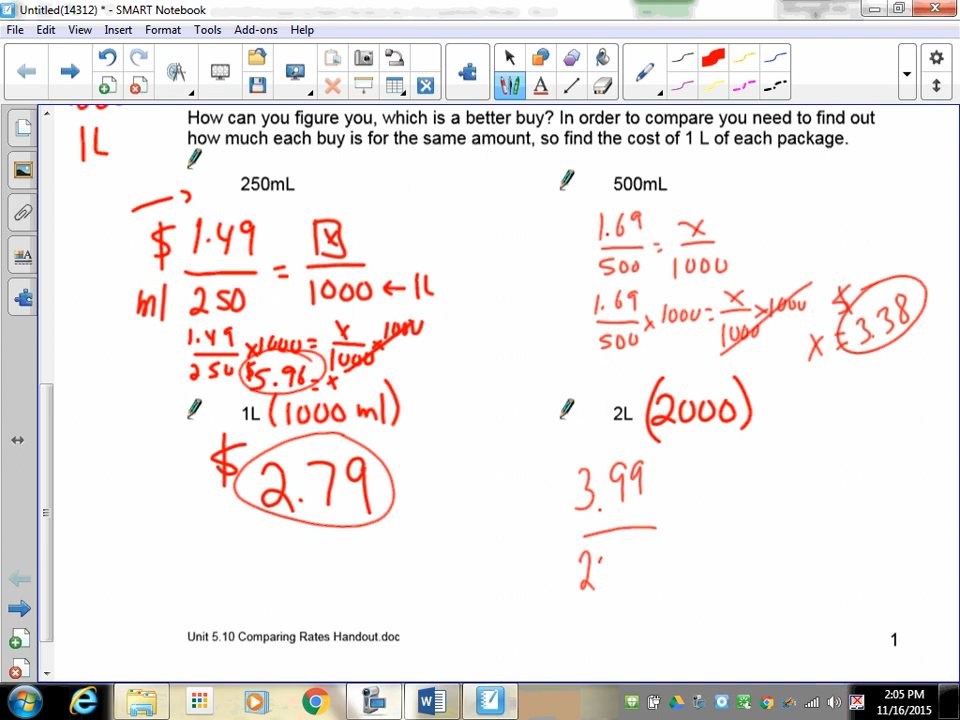 Untitled(14312) * - SMART Notebook
File Edit View Insert Format Tools Add-ons Help
1L
How can you figure you, which is a better buy? In order to compare you need to find out
how much each buy is for the same amount, so find the cost of 1 L of each package.
250mL
500mL
$ 1.49 / ml 250 = x / 1000 ← 1L
1.69 / 500 = x / 1000
1.69 / 500 × 1000 = x / 1000 × 1000
x = $3.38
1.49 / 250 × 1000 = x / 1000 × 1000
$5.96 = x
1L (1000 ml)
2L (2000)
$ 2.79
3.99
2
Unit 5.10 Comparing Rates Handout.doc
1
2:05 PM
11/16/2015